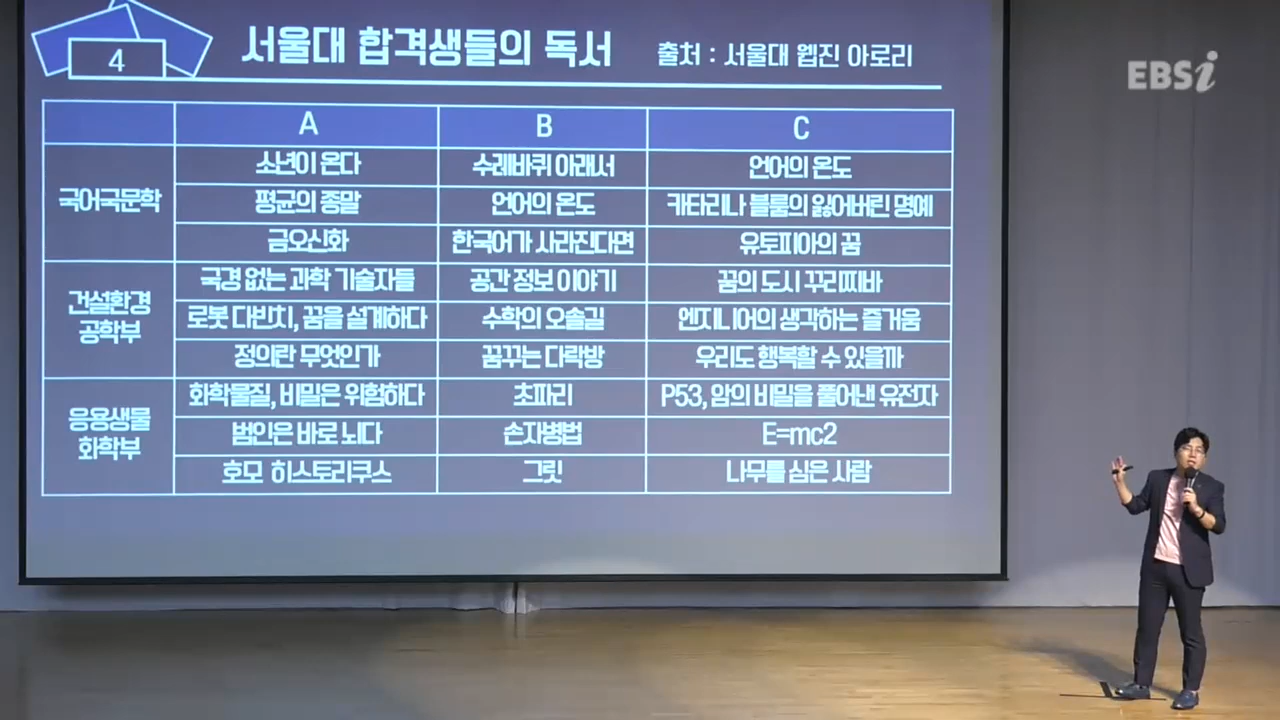 4
서울대 합격생들의 독서 출처 : 서울대 웹진 아로리
EBSi
A B C
국어국문학
소년이 온다 수레바퀴 아래서 언어의 온도
평균의 종말 언어의 온도 카타리나 블룸의 잃어버린 명예
금오신화 한국어가 사라진다면 유토피아의 꿈
건설환경
공학부
국경 없는 과학 기술자들 공간 정보 이야기 꿈의 도시 꾸리찌바
로봇 다빈치, 꿈을 설계하다 수학의 오솔길 엔지니어의 생각하는 즐거움
정의란 무엇인가 꿈꾸는 다락방 우리도 행복할 수 있을까
응용생물
화학부
화학물질, 비밀은 위험하다 초파리 P53, 암의 비밀을 풀어낸 유전자
범인은 바로 뇌다 손자병법 E=mc2
호모 히스토리쿠스 그릿 나무를 심은 사람